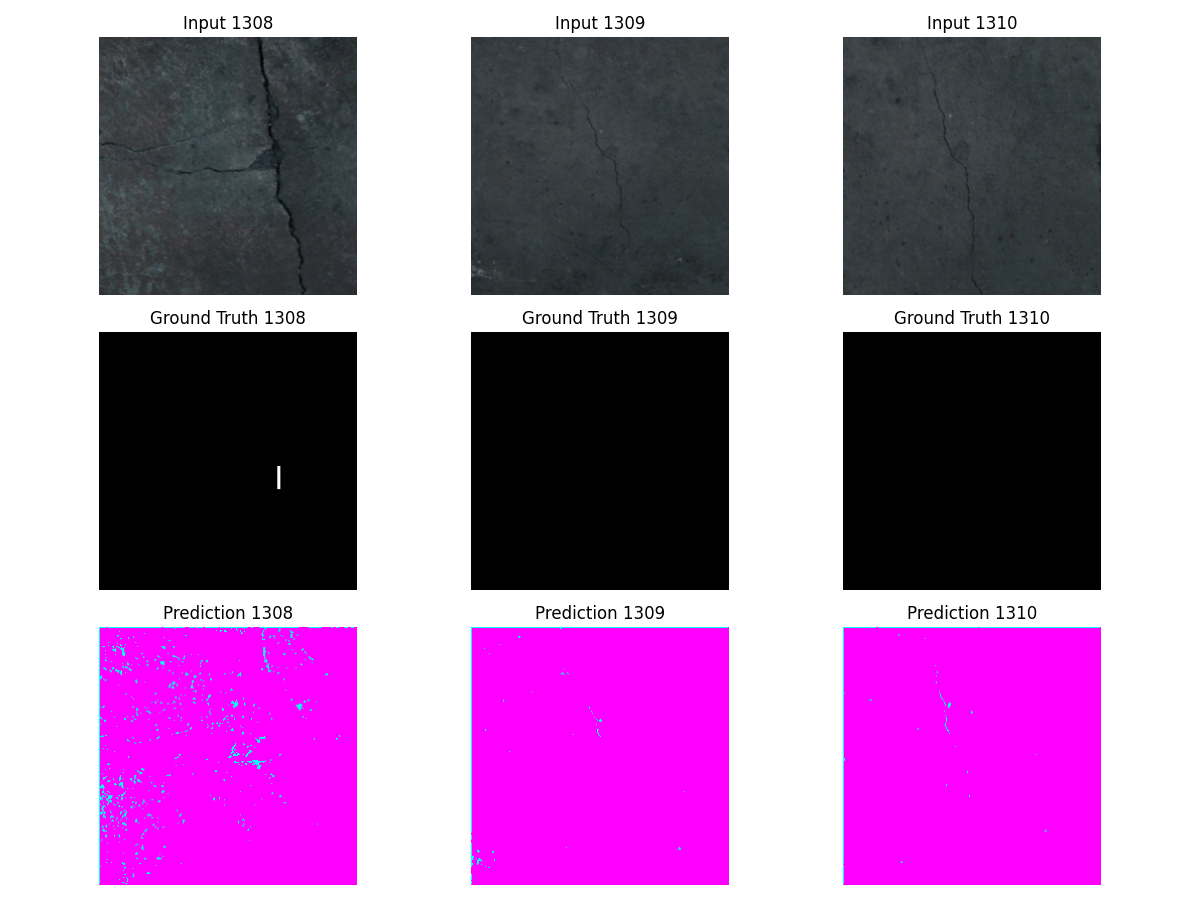 Input 1308
Input 1309
Input 1310
Ground Truth 1308
Ground Truth 1309
Ground Truth 1310
Prediction 1308
Prediction 1309
Prediction 1310